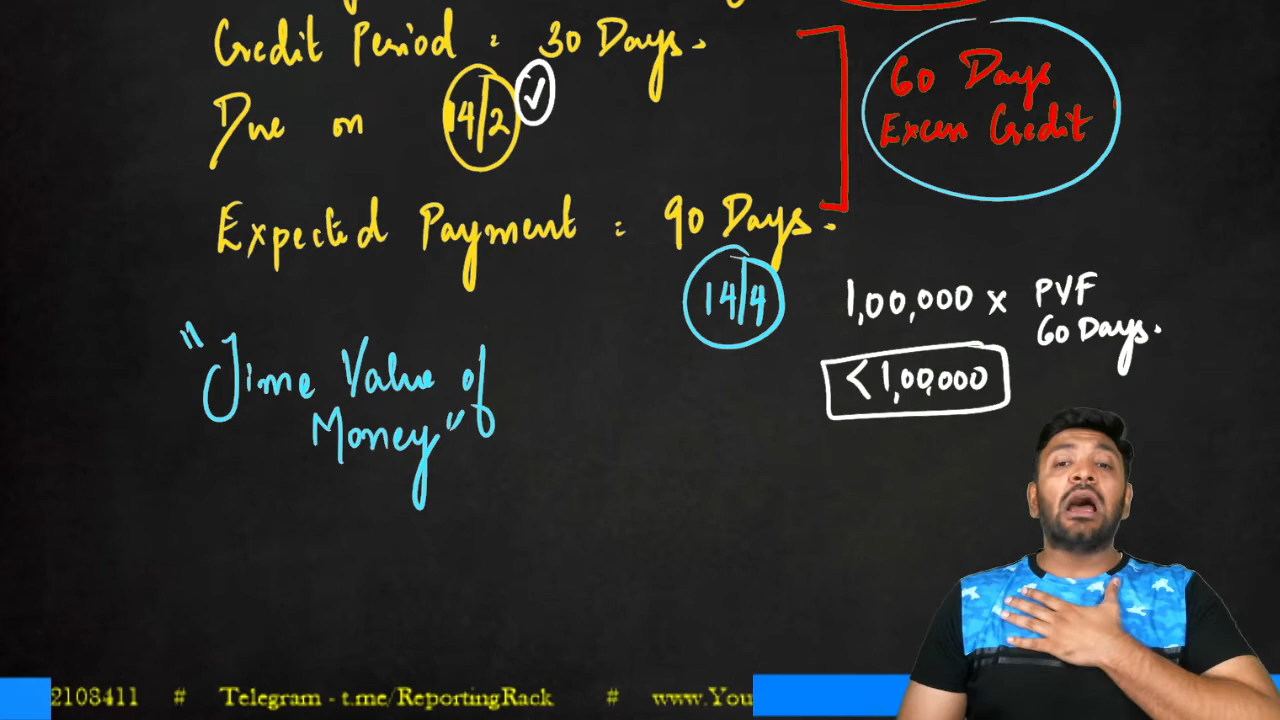 Credit Period : 30 Days.
Due on 14/2 ✓
60 Days
Excess Credit
Expected Payment : 90 Days.
14/4
1,00,000 x PVF
60 Days.
< 1,00,000
"Time Value of
Money"
2108411 # Telegram - t.me/ReportingRack # www.You